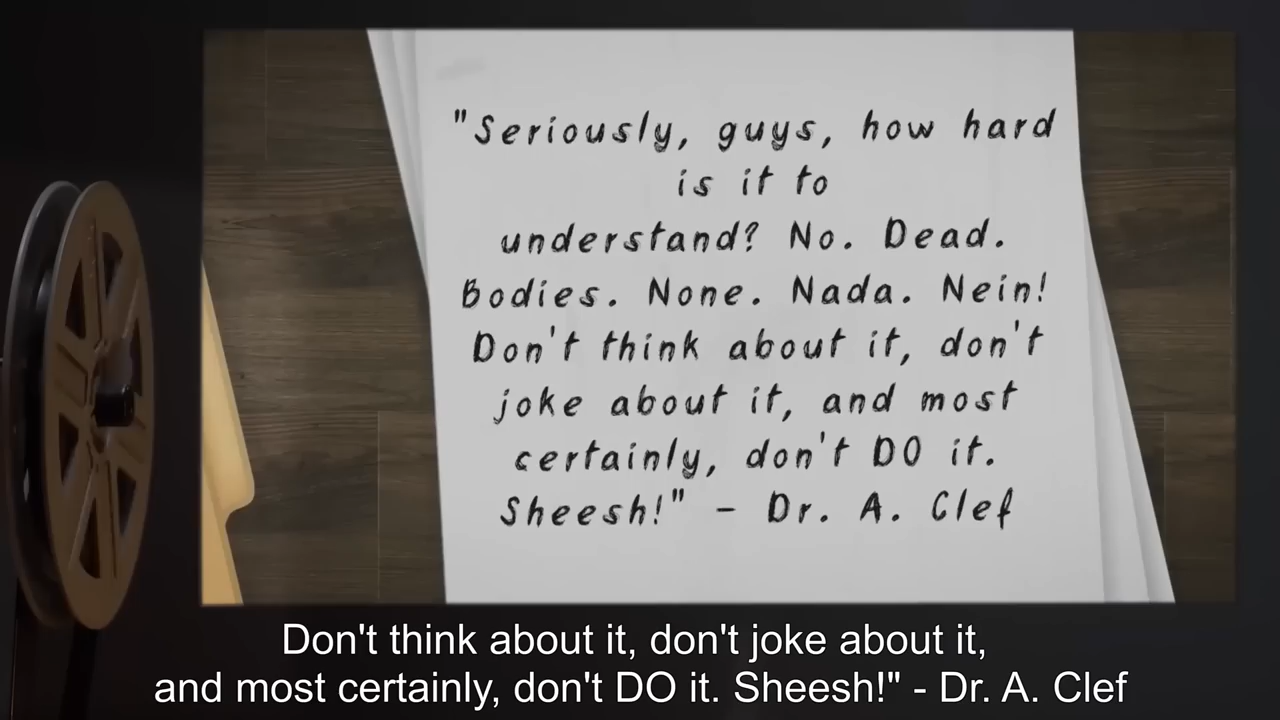 "Seriously, guys, how hard
is it to
understand? No. Dead.
Bodies. None. Nada. Nein!
Don't think about it, don't
joke about it, and most
certainly, don't DO it.
Sheesh!" - Dr. A. Clef
Don't think about it, don't joke about it,
and most certainly, don't DO it. Sheesh!" - Dr. A. Clef